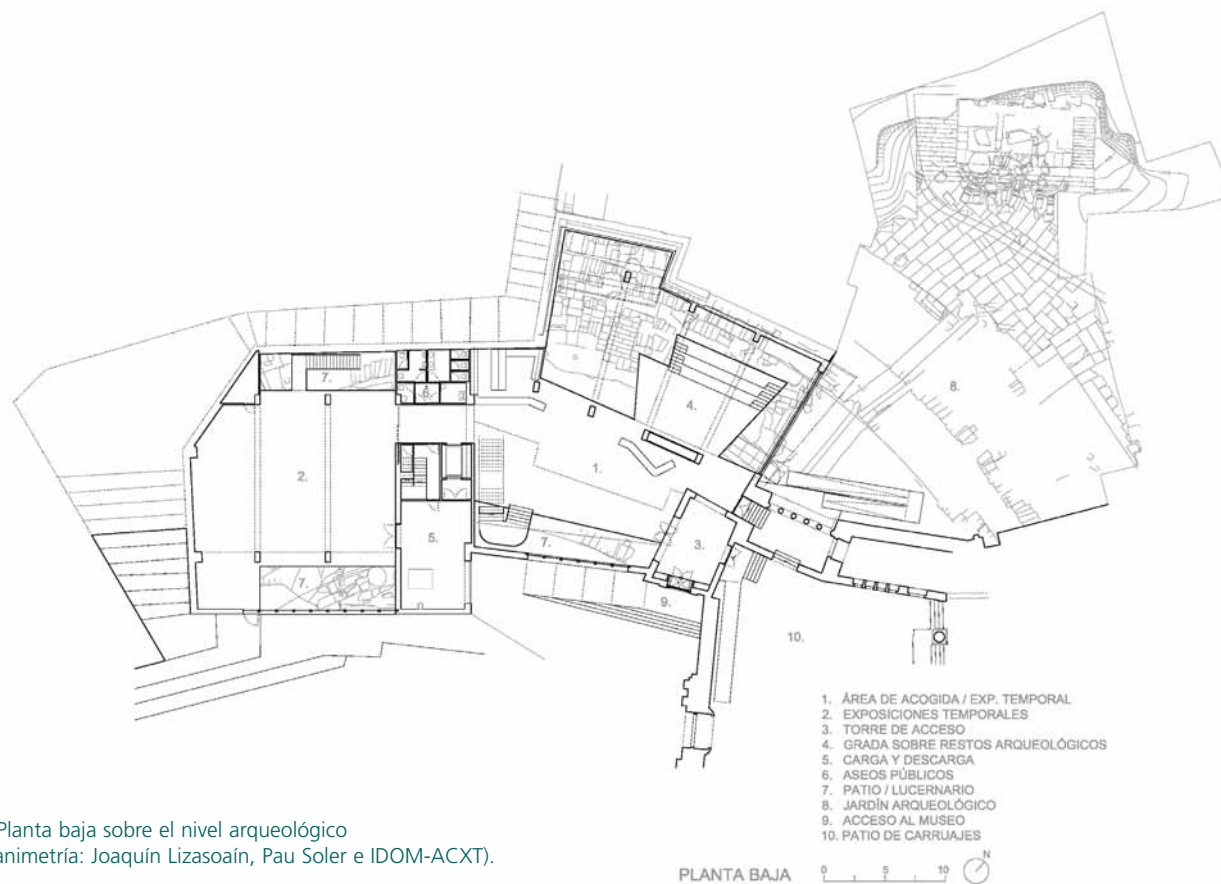 7.
6.
8.
4.
2.
1.
5.
7.
3.
7.
9.
10.
1. ÁREA DE ACOGIDA / EXP. TEMPORAL
2. EXPOSICIONES TEMPORALES
3. TORRE DE ACCESO
4. GRADA SOBRE RESTOS ARQUEOLÓGICOS
5. CARGA Y DESCARGA
6. ASEOS PÚBLICOS
7. PATIO / LUCERNARIO
8. JARDÍN ARQUEOLÓGICO
9. ACCESO AL MUSEO
10. PATIO DE CARRUAJES
Planta baja sobre el nivel arqueológico
animetría: Joaquín Lizasoaín, Pau Soler e IDOM-ACXT).
PLANTA BAJA 0 5 10 N